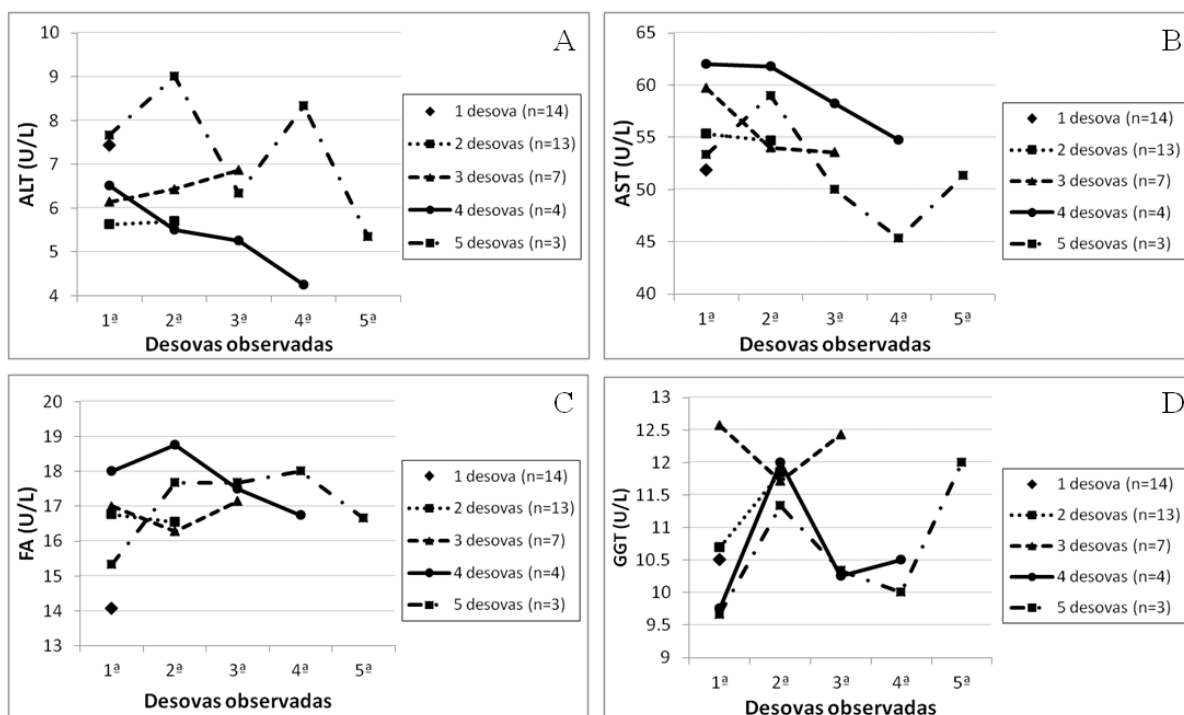 A
ALT (U/L)
10
9
8
7
6
5
4
1ª 2ª 3ª 4ª 5ª
Desovas observadas
1 desova (n=14)
2 desovas (n=13)
3 desovas (n=7)
4 desovas (n=4)
5 desovas (n=3)
B
AST (U/L)
65
60
55
50
45
40
1ª 2ª 3ª 4ª 5ª
Desovas observadas
1 desova (n=14)
2 desovas (n=13)
3 desovas (n=7)
4 desovas (n=4)
5 desovas (n=3)
C
FA (U/L)
20
19
18
17
16
15
14
13
1ª 2ª 3ª 4ª 5ª
Desovas observadas
1 desova (n=14)
2 desovas (n=13)
3 desovas (n=7)
4 desovas (n=4)
5 desovas (n=3)
D
GGT (U/L)
13
12.5
12
11.5
11
10.5
10
9.5
9
1ª 2ª 3ª 4ª 5ª
Desovas observadas
1 desova (n=14)
2 desovas (n=13)
3 desovas (n=7)
4 desovas (n=4)
5 desovas (n=3)